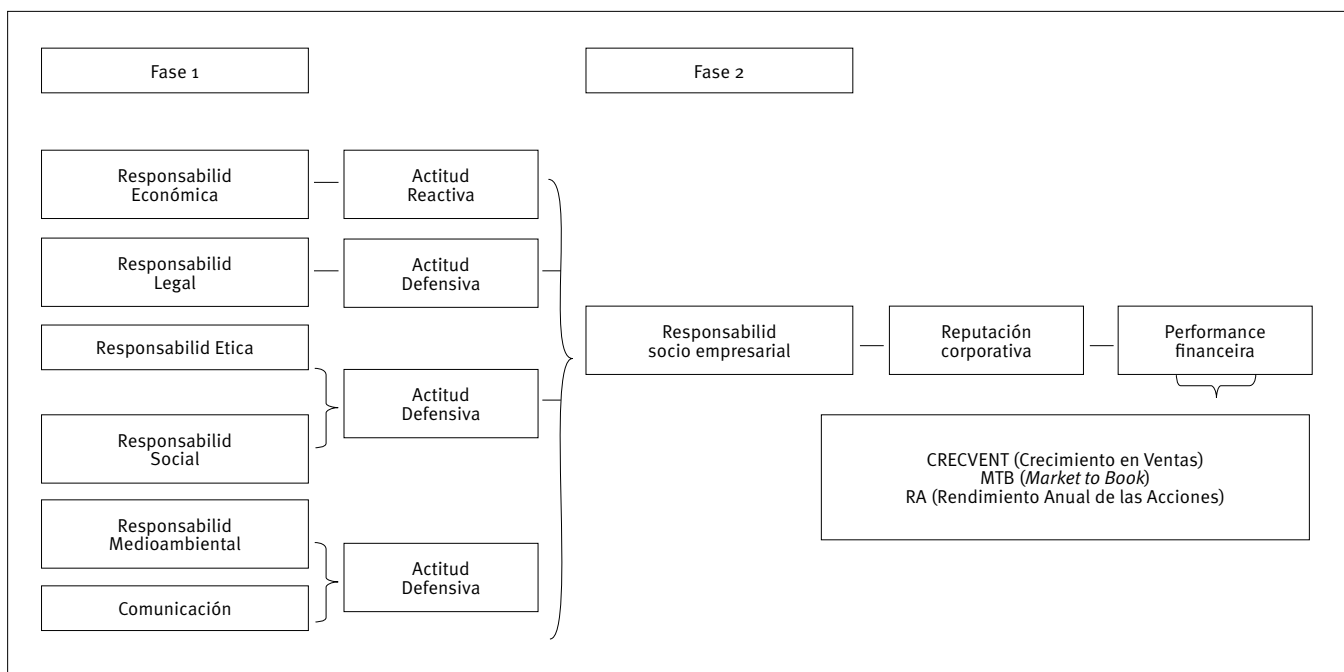 Fase 1
Fase 2
Responsabilid
Económica
Actitud
Reactiva
Responsabilid
Legal
Actitud
Defensiva
Responsabilid Etica
Responsabilid
Social
Actitud
Defensiva
Responsabilid
Medioambiental
Comunicación
Actitud
Defensiva
Responsabilid
socio empresarial
Reputación
corporativa
Performance
financeira
CRECVENT (Crecimiento en Ventas)
MTB (Market to Book)
RA (Rendimiento Anual de las Acciones)